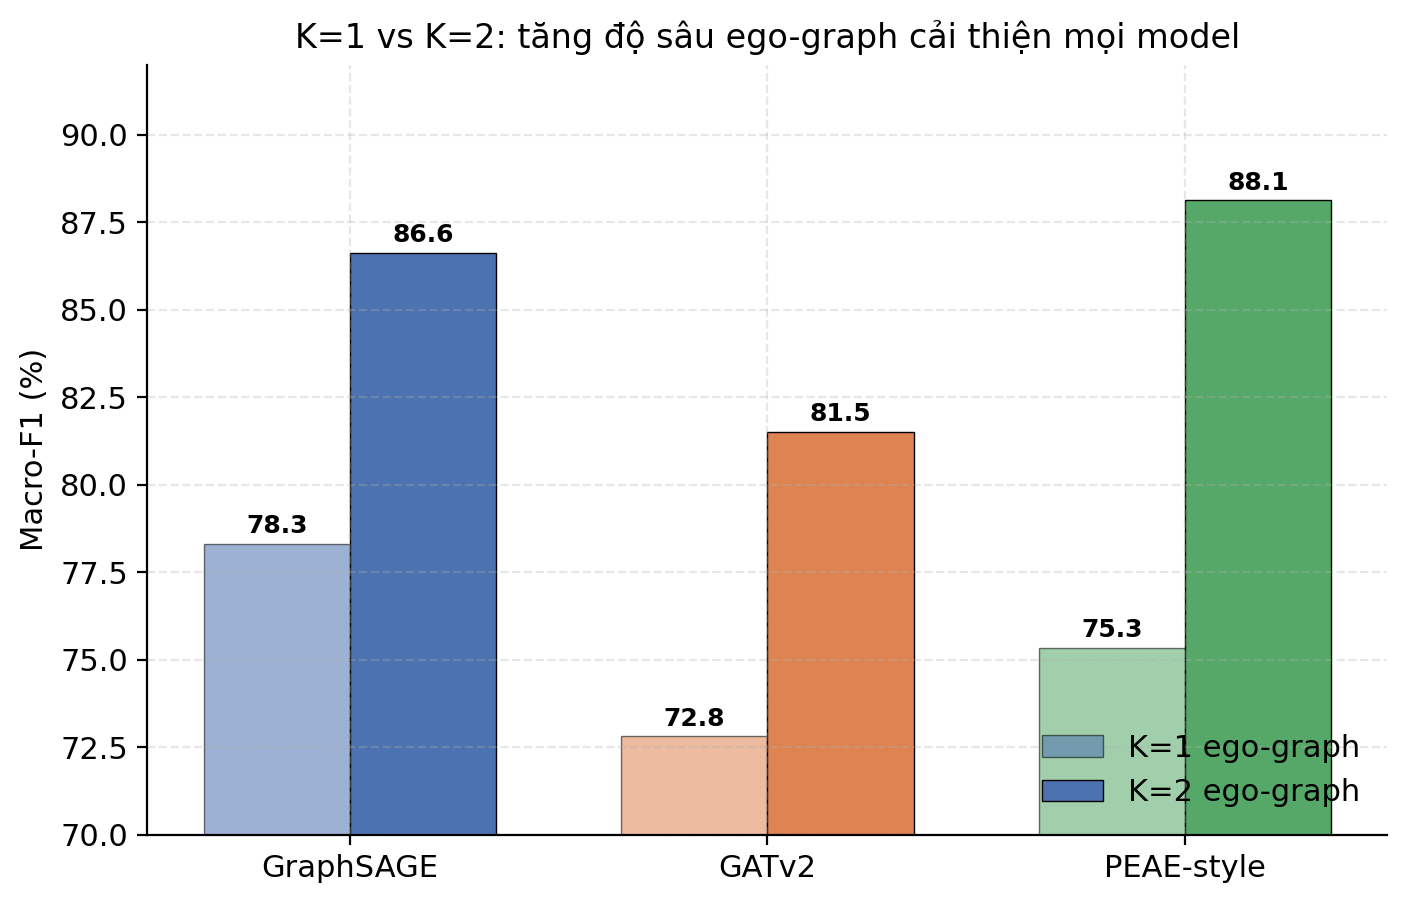 K=1 vs K=2: tăng độ sâu ego-graph cải thiện mọi model
Macro-F1 (%)
90.0
87.5
85.0
82.5
80.0
77.5
75.0
72.5
70.0
78.3
86.6
72.8
81.5
75.3
88.1
K=1 ego-graph
K=2 ego-graph
GraphSAGE
GATv2
PEAE-style